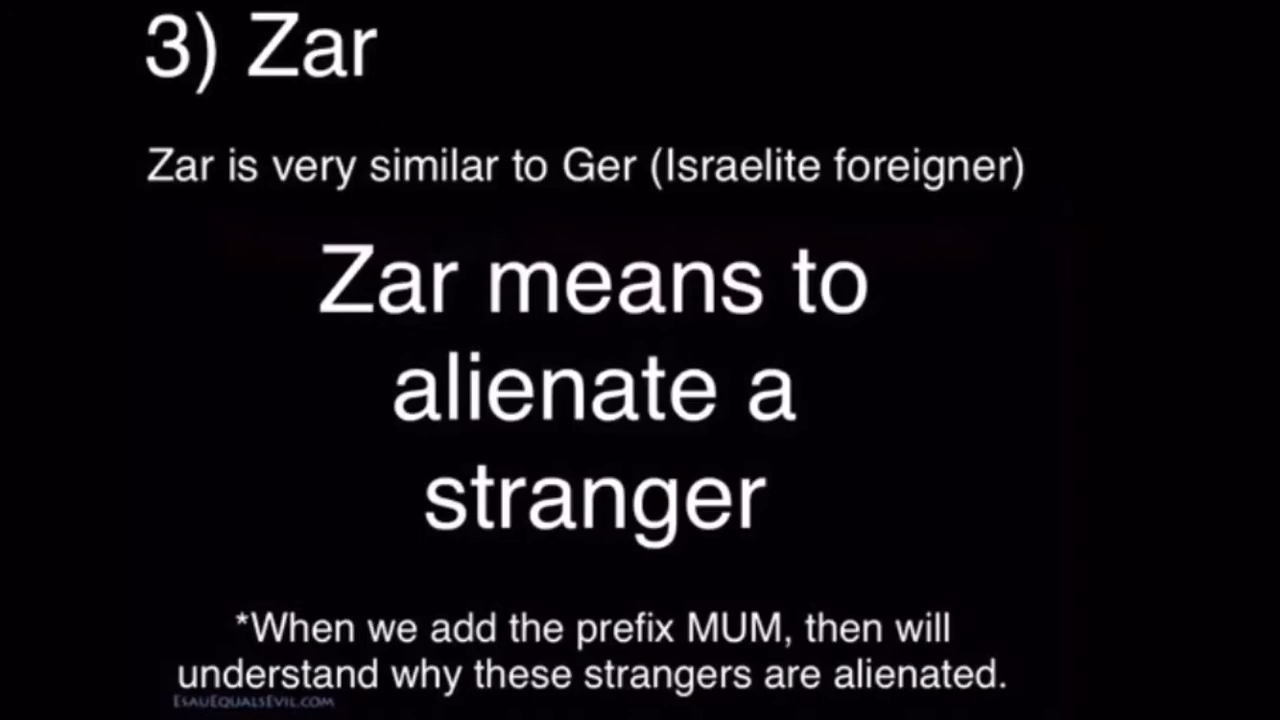 3) Zar
Zar is very similar to Ger (Israelite foreigner)
Zar means to
alienate a
stranger
*When we add the prefix MUM, then will
understand why these strangers are alienated.
EsauEqualsEvil.com